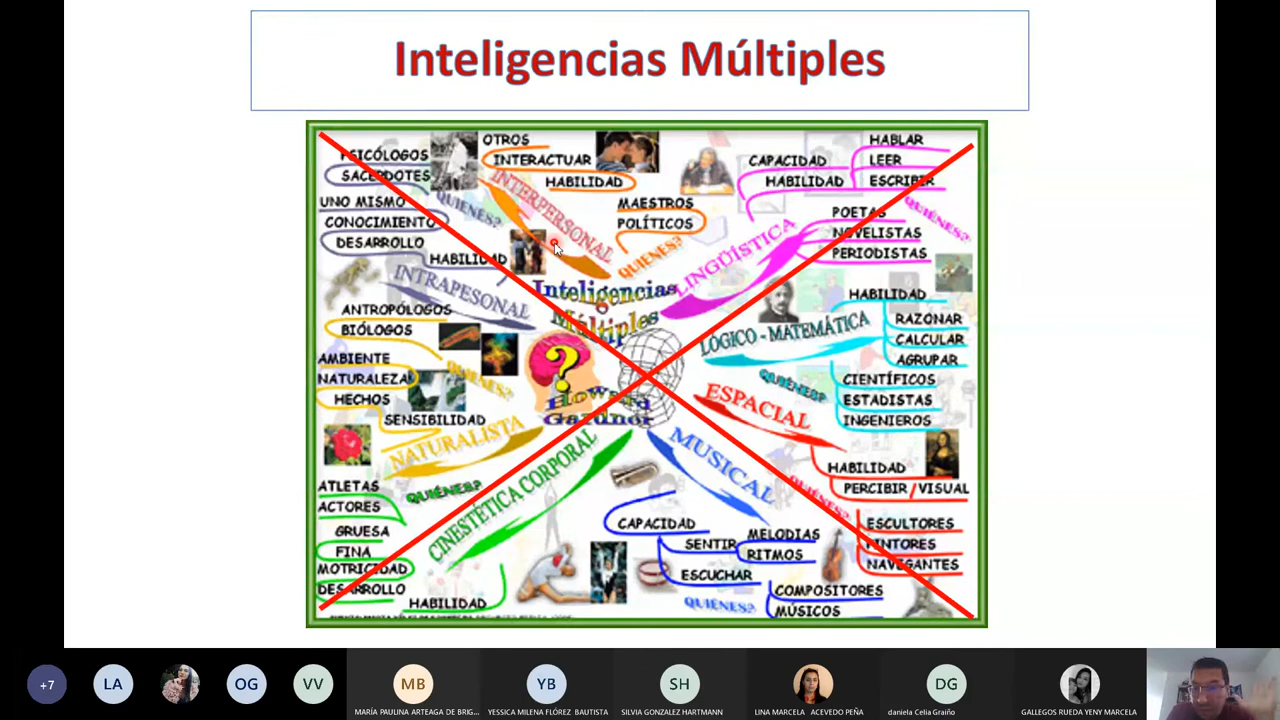 Inteligencias Múltiples
PSICÓLOGOS
SACERDOTES
QUIÉNES?
UNO MISMO
CONOCIMIENTO
DESARROLLO
HABILIDAD
INTRAPESONAL
OTROS
INTERACTUAR
HABILIDAD
INTERPERSONAL
MAESTROS
POLÍTICOS
QUIÉNES?
CAPACIDAD
HABILIDAD
HABLAR
LEER
ESCRIBIR
LINGÜÍSTICA
QUIÉNES?
POETAS
NOVELISTAS
PERIODISTAS
Inteligencias
Múltiples
Howard
Gardner
HABILIDAD
RAZONAR
CALCULAR
AGRUPAR
LÓGICO - MATEMÁTICA
QUIÉNES?
CIENTÍFICOS
ESTADISTAS
INGENIEROS
ANTROPÓLOGOS
BIÓLOGOS
QUIÉNES?
AMBIENTE
NATURALEZA
HECHOS
SENSIBILIDAD
NATURALISTA
ESPACIAL
HABILIDAD
PERCIBIR / VISUAL
QUIÉNES?
ESCULTORES
PINTORES
NAVEGANTES
ATLETAS
ACTORES
QUIÉNES?
GRUESA
FINA
MOTRICIDAD
DESARROLLO
HABILIDAD
CINESTÉTICA CORPORAL
MUSICAL
CAPACIDAD
SENTIR
MELODIAS
RITMOS
ESCUCHAR
QUIÉNES?
COMPOSITORES
MÚSICOS
+7
LA
OG
VV
MB
MARÍA PAULINA ARTEAGA DE BRIG...
YB
YESSICA MILENA FLÓREZ BAUTISTA
SH
SILVIA GONZALEZ HARTMANN
LINA MARCELA ACEVEDO PEÑA
DG
daniela Celia Graiño
GALLEGOS RUEDA YENY MARCELA